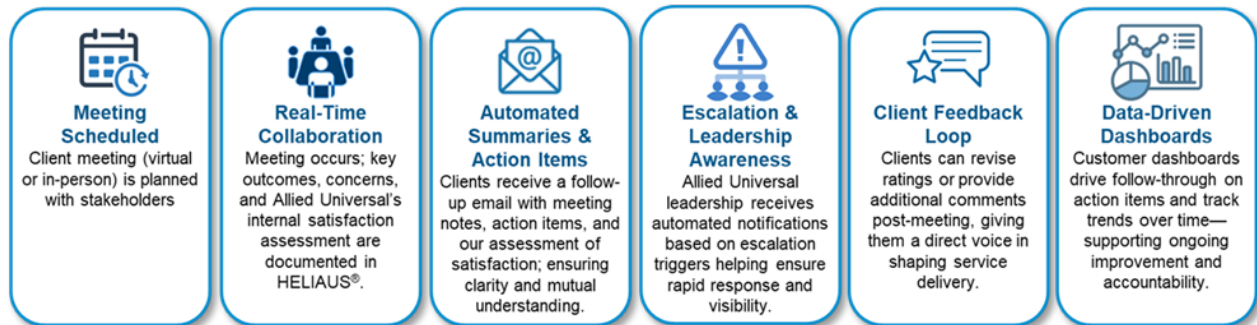 Meeting
Scheduled
Client meeting (virtual
or in-person) is planned
with stakeholders
Real-Time
Collaboration
Meeting occurs; key
outcomes, concerns,
and Allied Universal’s
internal satisfaction
assessment are
documented in
HELIAUS®.
@
Automated
Summaries &
Action Items
Clients receive a follow-
up email with meeting
notes, action items, and
our assessment of
satisfaction; ensuring
clarity and mutual
understanding.
!
Escalation &
Leadership
Awareness
Allied Universal
leadership receives
automated notifications
based on escalation
triggers helping ensure
rapid response and
visibility.
Client Feedback
Loop
Clients can revise
ratings or provide
additional comments
post-meeting, giving
them a direct voice in
shaping service
delivery.
Data-Driven
Dashboards
Customer dashboards
drive follow-through on
action items and track
trends over time—
supporting ongoing
improvement and
accountability.